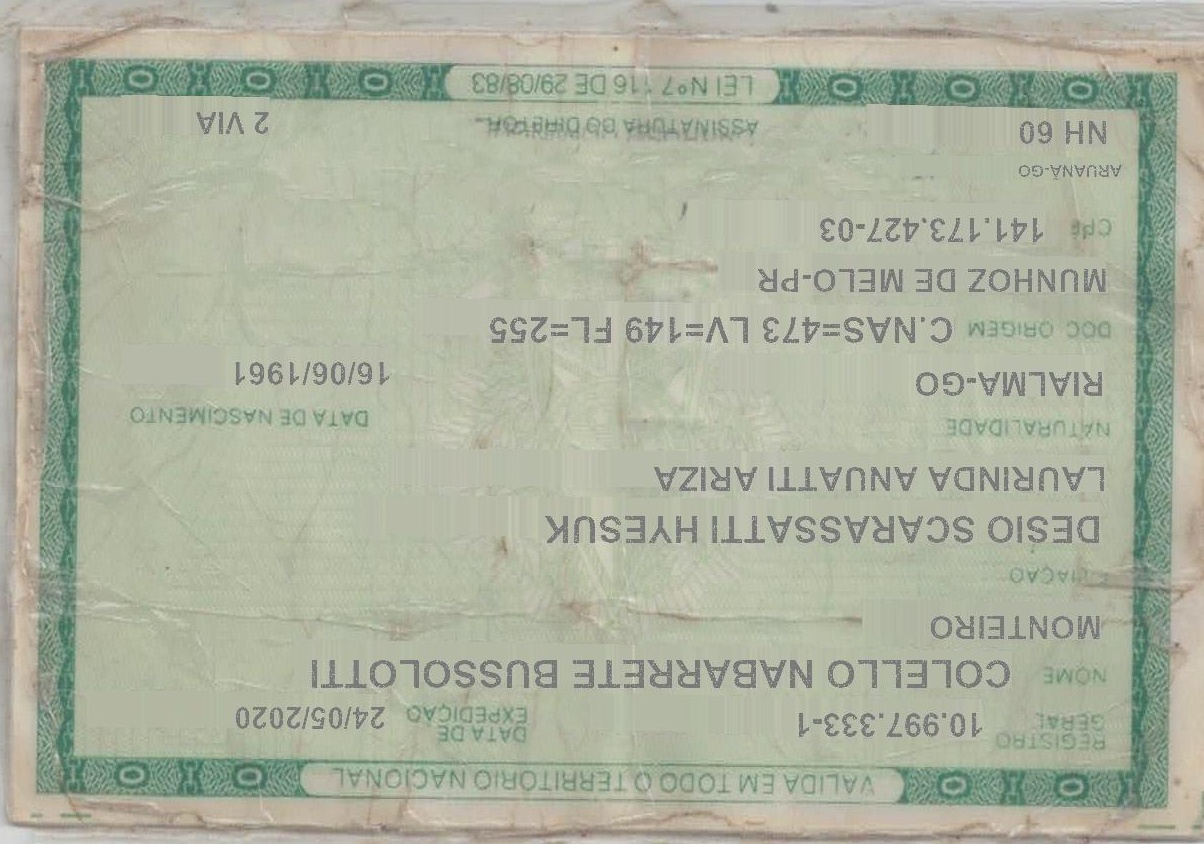 VALIDA EM TODO O TERRITORIO NACIONAL
REGISTRO GERAL 10.997.333-1 DATA DE EXPEDIÇÃO 24/05/2020
NOME COLELLO NABARRETE BUSSOLOTTI
MONTEIRO
DESIO SCARASSATTI HYESUK
LAURINDA ANUATTI ARIZA
NATURALIDADE DATA DE NASCIMENTO
RIALMA-GO 16/06/1961
DOC ORIGEM C.NAS=473 LV=149 FL=255
MUNHOZ DE MELO-PR
CPF 141.173.427-03
ARUANÃ-GO
NH 60 ASSINATURA DO DIRETOR 2 VIA
LEI Nº 7 116 DE 29/08/83